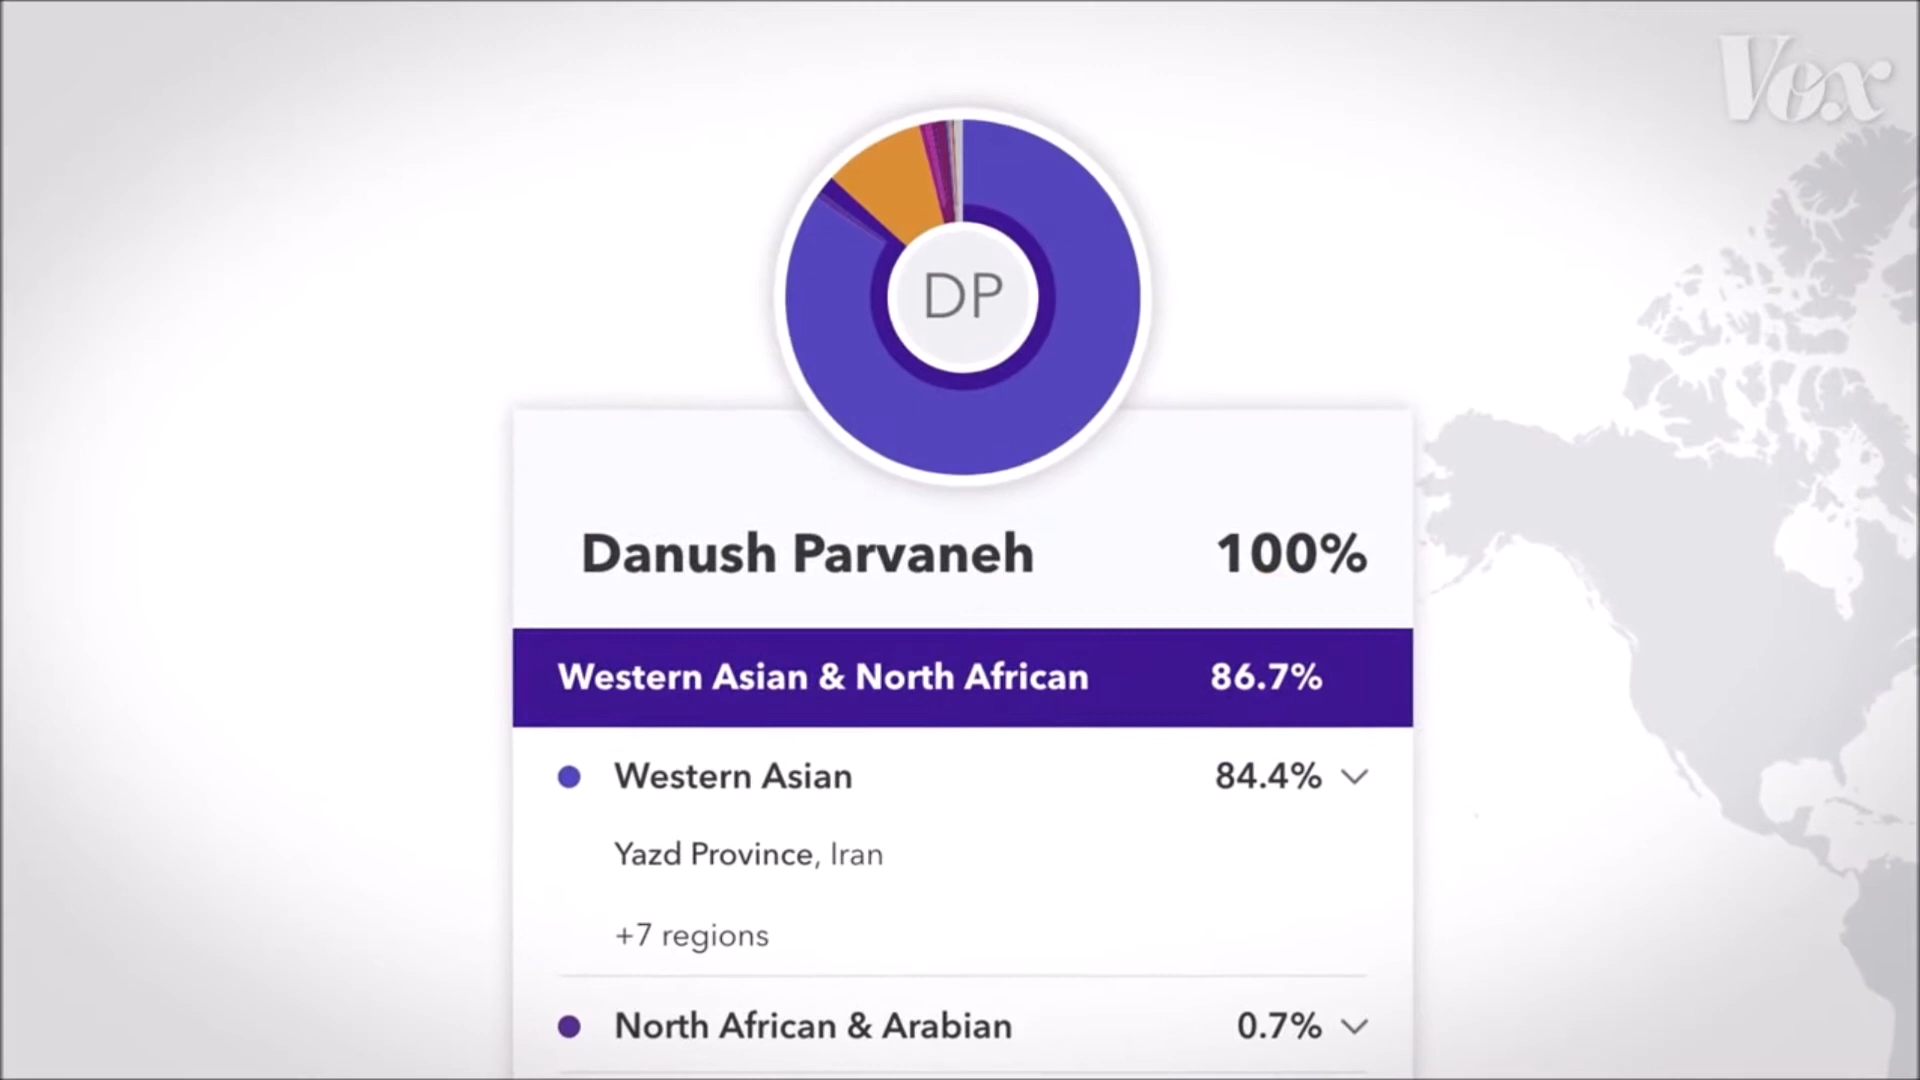 Vox
DP
Danush Parvaneh 100%
Western Asian & North African 86.7%
Western Asian 84.4%
Yazd Province, Iran
+7 regions
North African & Arabian 0.7%